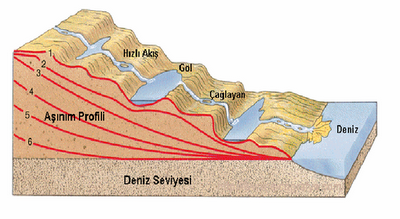 Hızlı Akış
Göl
1
2
3
Çağlayan
4
Aşınım Profili
5
Deniz
6
Deniz Seviyesi